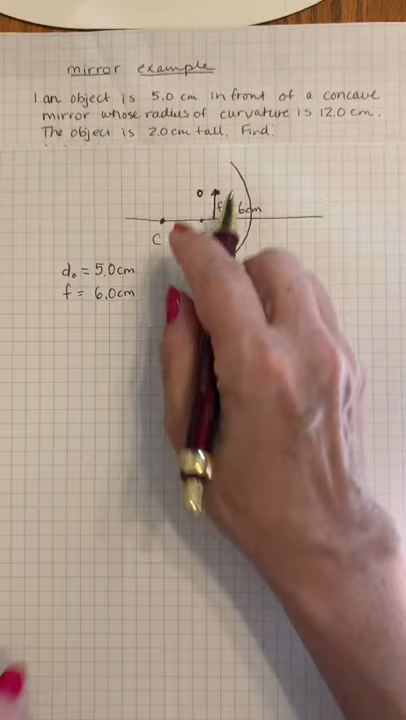 mirror example
1 an object is 5.0 cm in front of a concave
mirror whose radius of curvature is 12.0 cm.
The object is 2.0 cm tall. Find:
O
f 6cm
C
do = 5.0cm
f = 6.0cm